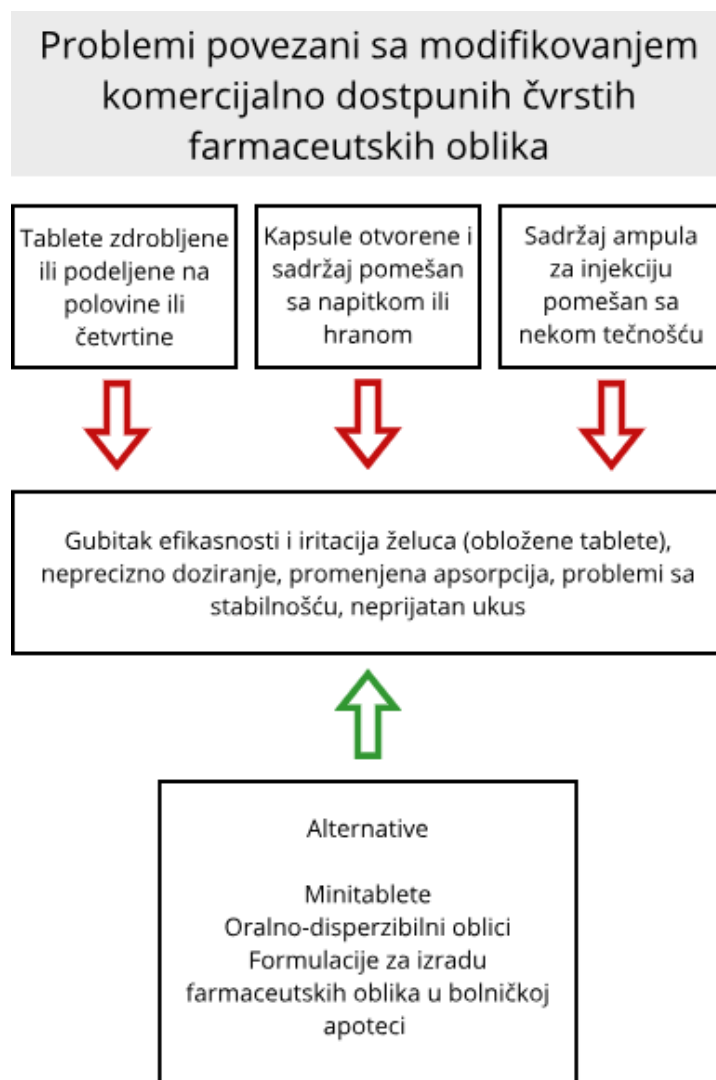 Problemi povezani sa modifikovanjem
komercijalno dostpunih čvrstih
farmaceutskih oblika
Tablete zdrobljene
ili podeljene na
polovine ili
četvrtine
Kapsule otvorene i
sadržaj pomešan
sa napitkom ili
hranom
Sadržaj ampula
za injekciju
pomešan sa
nekom tečnošću
Gubitak efikasnosti i iritacija želuca (obložene tablete),
neprecizno doziranje, promenjena apsorpcija, problemi sa
stabilnošću, neprijatan ukus
Alternative
Minitablete
Oralno-disperzibilni oblici
Formulacije za izradu
farmaceutskih oblika u bolničkoj
apoteci